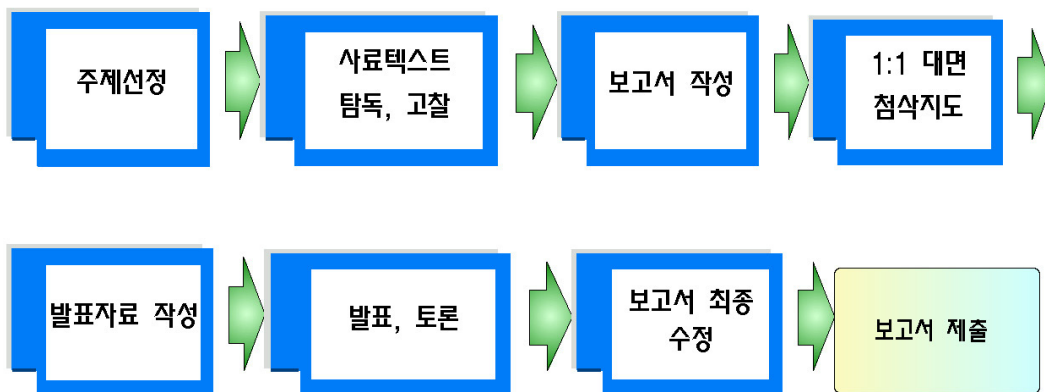 주제선정
사료텍스트
탐독, 고찰
보고서 작성
1:1 대면
첨삭지도
발표자료 작성
발표, 토론
보고서 최종
수정
보고서 제출